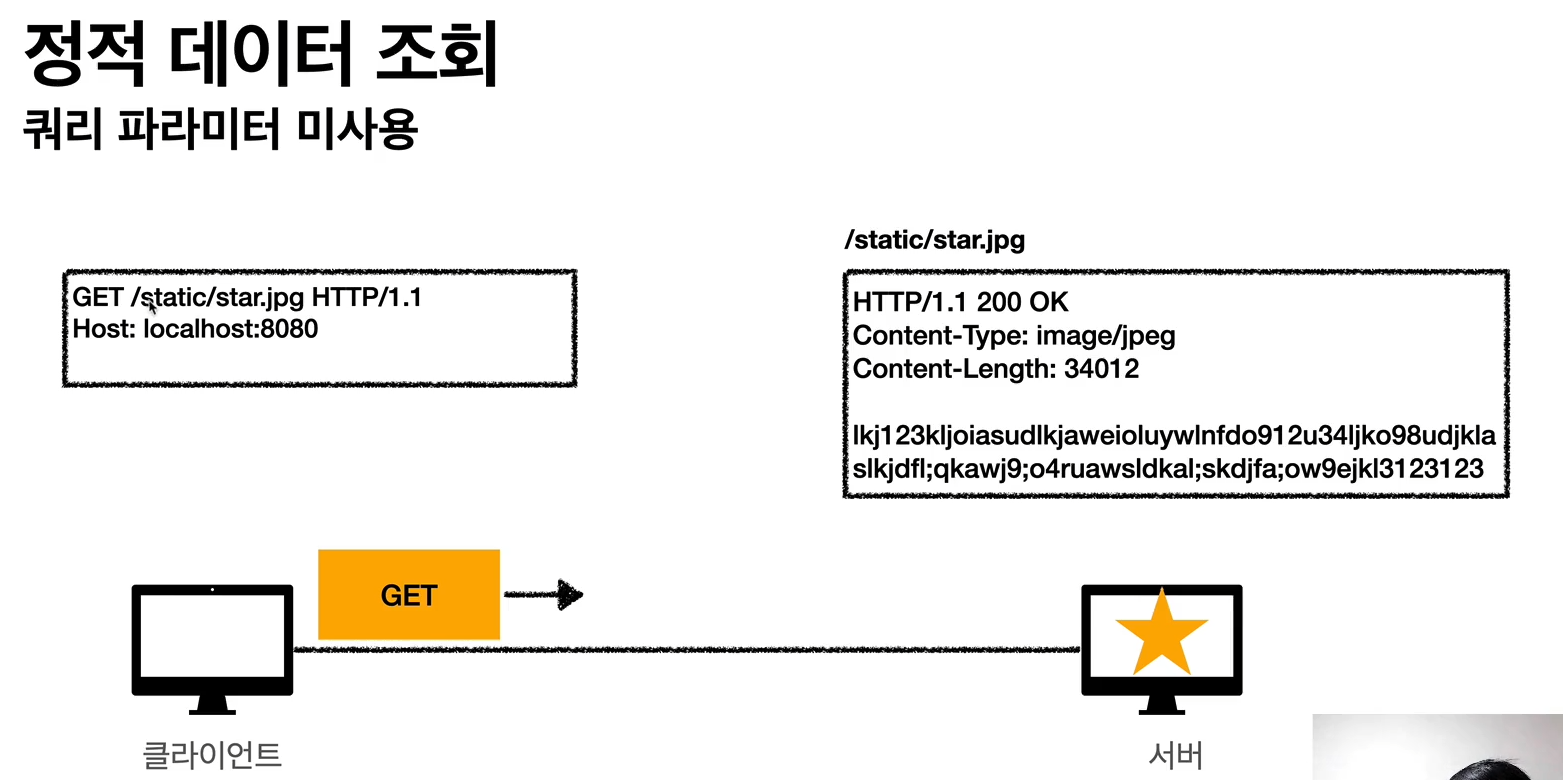 정적 데이터 조회
쿼리 파라미터 미사용
GET /static/star.jpg HTTP/1.1
Host: localhost:8080
/static/star.jpg
HTTP/1.1 200 OK
Content-Type: image/jpeg
Content-Length: 34012
lkj123kljoiasudlkjaweioluywlnfdo912u34ljko98udjkla
slkjdfl;qkawj9;o4ruawsldkal;skdjfa;ow9ejkl3123123
GET
클라이언트
서버